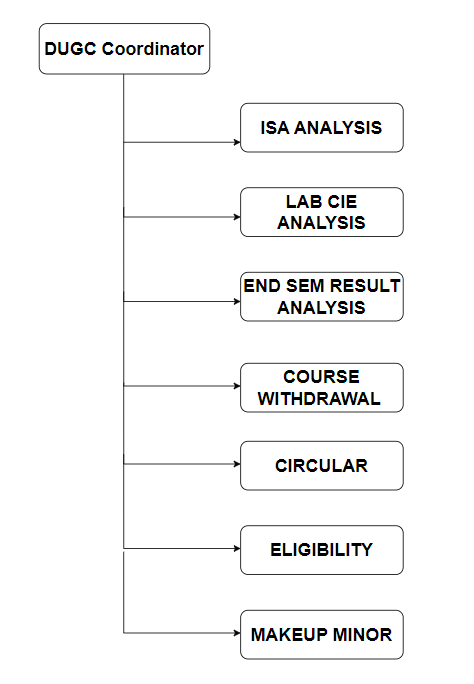 DUGC Coordinator
ISA ANALYSIS
LAB CIE
ANALYSIS
END SEM RESULT
ANALYSIS
COURSE
WITHDRAWAL
CIRCULAR
ELIGIBILITY
MAKEUP MINOR